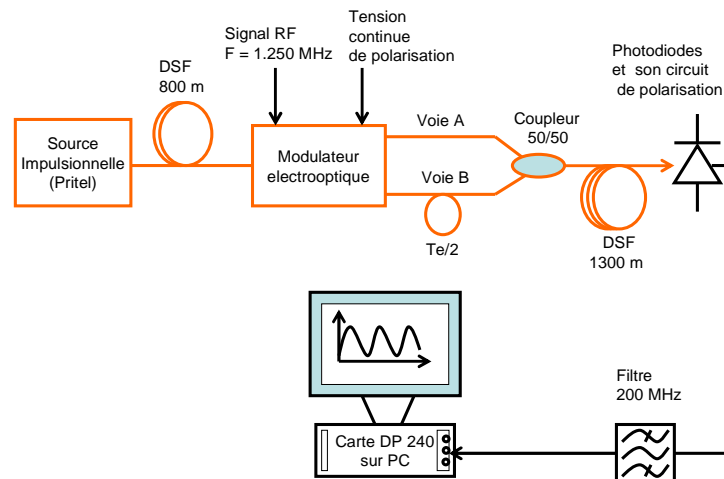 Signal RF
F = 1.250 MHz
Tension
continue
de polarisation
DSF
800 m
Photodiodes
et son circuit
de polarisation
Source
Impulsionnelle
(Pritel)
Modulateur
electrooptique
Voie A
Voie B
Coupleur
50/50
Te/2
DSF
1300 m
Filtre
200 MHz
Carte DP 240
sur PC